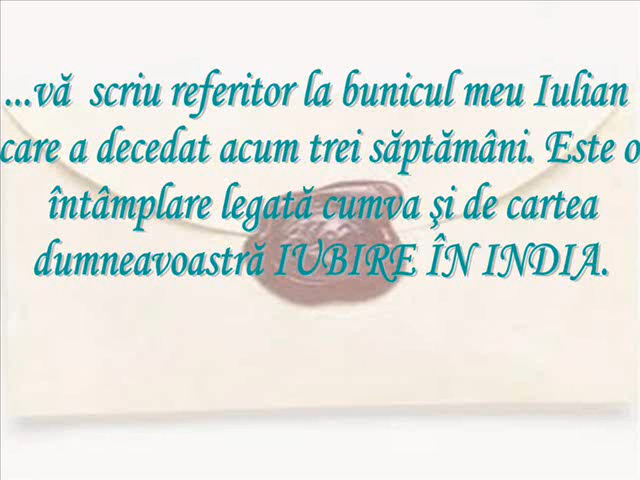 ...vă scriu referitor la bunicul meu Iulian
care a decedat acum trei săptămâni. Este o
întâmplare legată cumva şi de cartea
dumneavoastră IUBIRE ÎN INDIA.